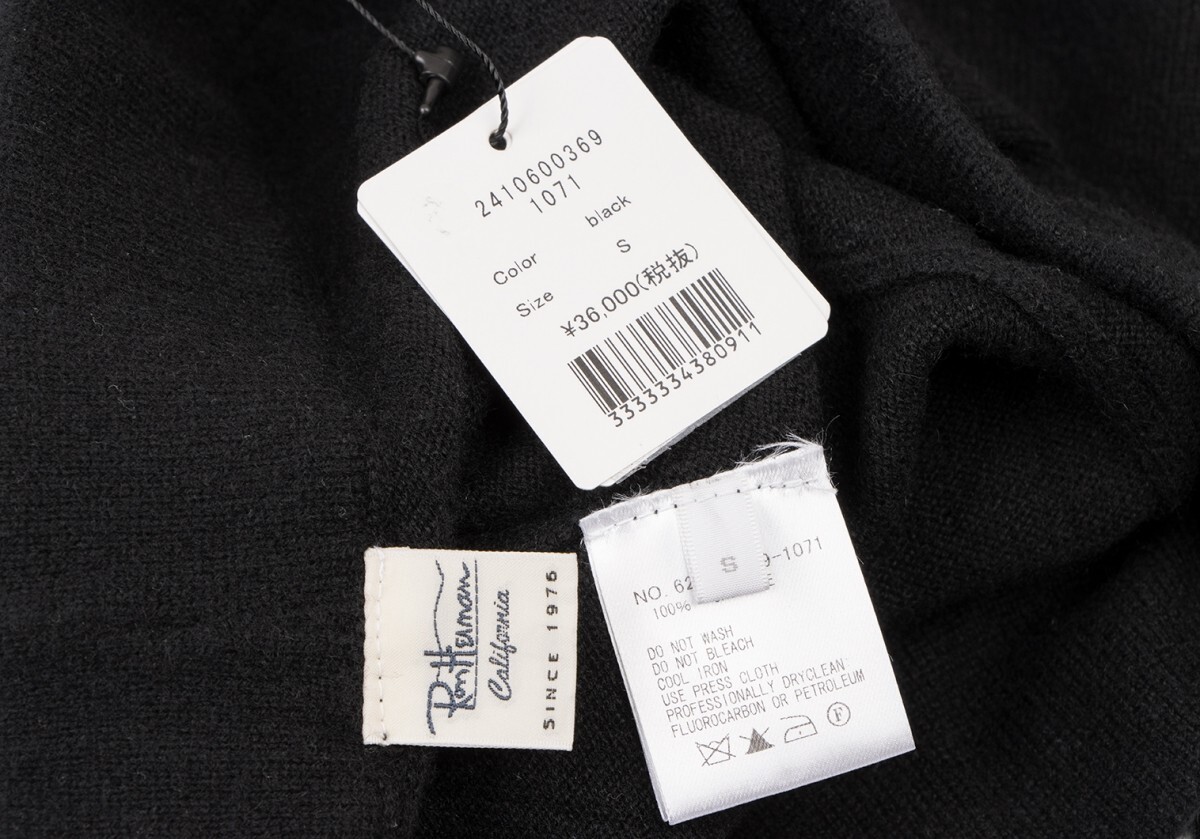 2410600369
1071
Color black
Size S
¥36,000(税抜)
3333334380911
Ron Herman
California
SINCE 1976
S
NO. 62 9-1071
100%
DO NOT WASH
DO NOT BLEACH
COOL IRON
USE PRESS CLOTH
PROFESSIONALLY DRYCLEAN
FLUOROCARBON OR PETROLEUM
F